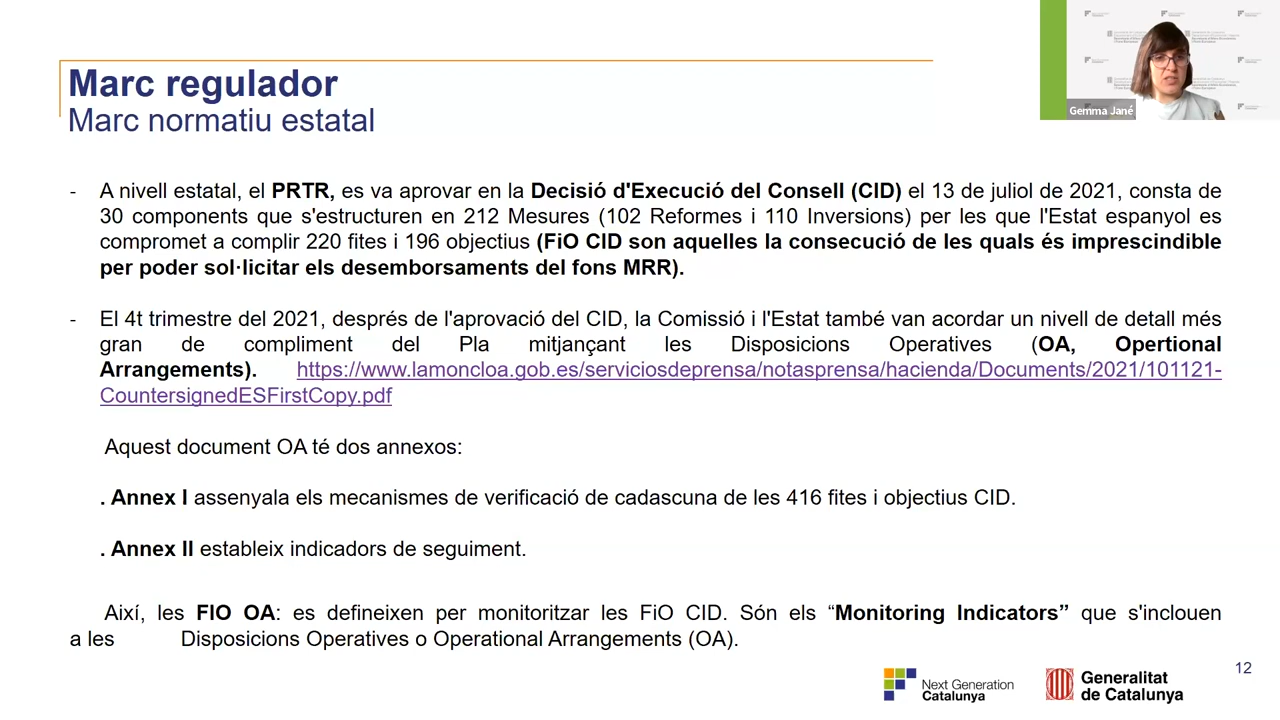 Marc regulador
Marc normatiu estatal
Gemma Jané
- A nivell estatal, el PRTR, es va aprovar en la Decisió d'Execució del Consell (CID) el 13 de juliol de 2021, consta de
30 components que s'estructuren en 212 Mesures (102 Reformes i 110 Inversions) per les que l'Estat espanyol es
compromet a complir 220 fites i 196 objectius (FiO CID son aquelles la consecució de les quals és imprescindible
per poder sol·licitar els desemborsaments del fons MRR).
- El 4t trimestre del 2021, després de l'aprovació del CID, la Comissió i l'Estat també van acordar un nivell de detall més
gran de compliment del Pla mitjançant les Disposicions Operatives (OA, Opertional
Arrangements). https://www.lamoncloa.gob.es/serviciosdeprensa/notasprensa/hacienda/Documents/2021/101121-
CountersignedESFirstCopy.pdf
Aquest document OA té dos annexos:
. Annex I assenyala els mecanismes de verificació de cadascuna de les 416 fites i objectius CID.
. Annex II estableix indicadors de seguiment.
Així, les FIO OA: es defineixen per monitoritzar les FiO CID. Són els “Monitoring Indicators” que s'inclouen
a les Disposicions Operatives o Operational Arrangements (OA).
Next Generation
Catalunya
Generalitat
de Catalunya
12